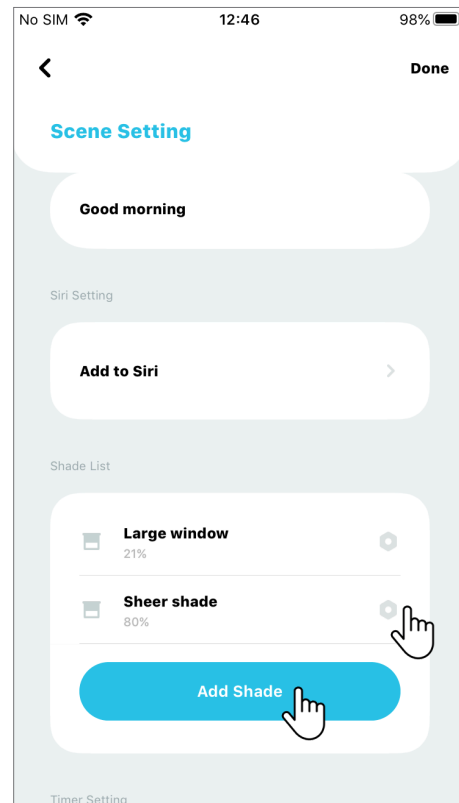 No SIM 12:46 98%
Done
Scene Setting
Good morning
Siri Setting
Add to Siri
Shade List
Large window
21%
Sheer shade
80%
Add Shade
Timer Setting